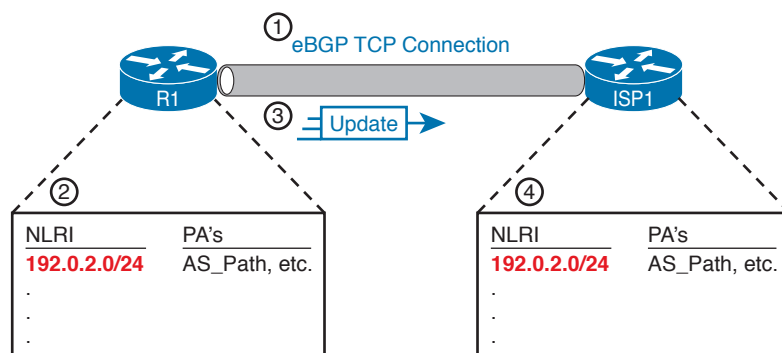 ① eBGP TCP Connection
R1
ISP1
③ Update
②
NLRI PA's
192.0.2.0/24 AS_Path, etc.
.
.
.
④
NLRI PA's
192.0.2.0/24 AS_Path, etc.
.
.
.